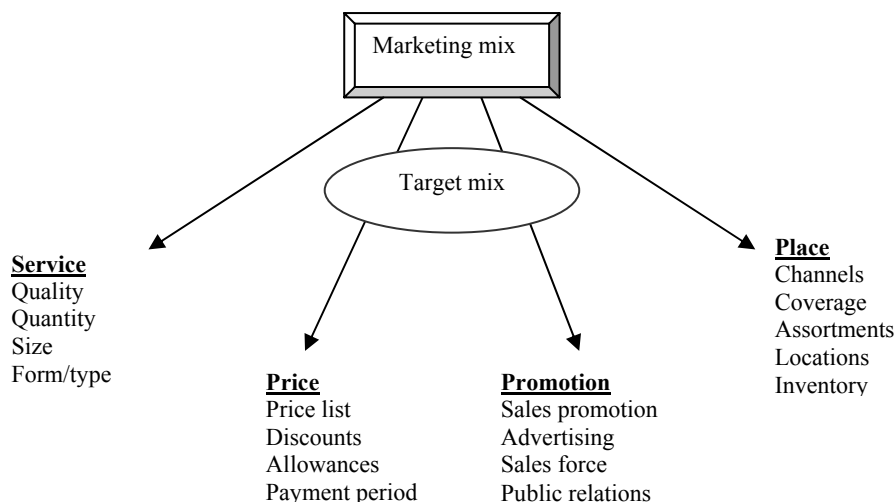 Marketing mix
Target mix
Service
Quality
Quantity
Size
Form/type
Price
Price list
Discounts
Allowances
Payment period
Promotion
Sales promotion
Advertising
Sales force
Public relations
Place
Channels
Coverage
Assortments
Locations
Inventory